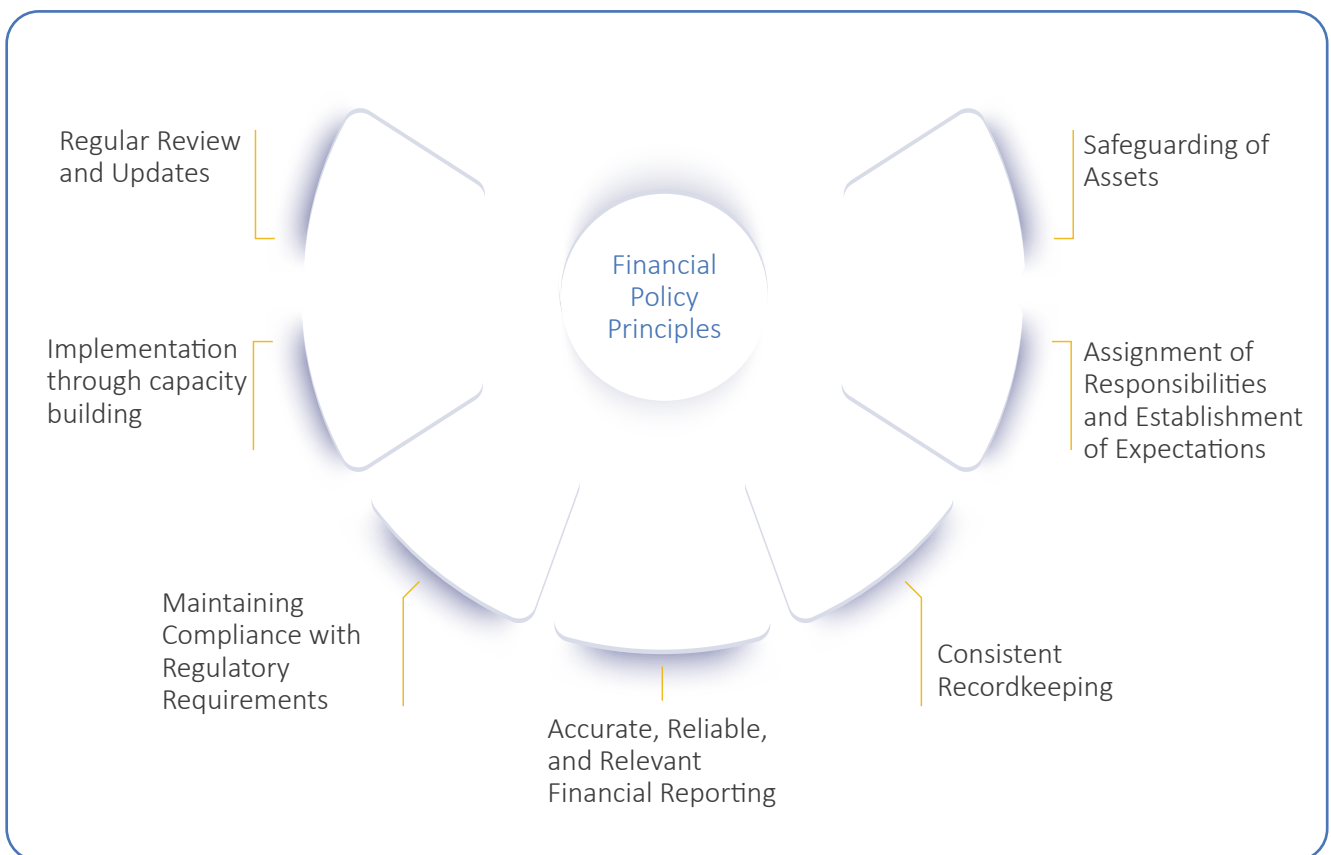 Financial
Policy
Principles
Safeguarding of
Assets
Assignment of
Responsibilities
and Establishment
of Expectations
Consistent
Recordkeeping
Accurate, Reliable,
and Relevant
Financial Reporting
Maintaining
Compliance with
Regulatory
Requirements
Implementation
through capacity
building
Regular Review
and Updates